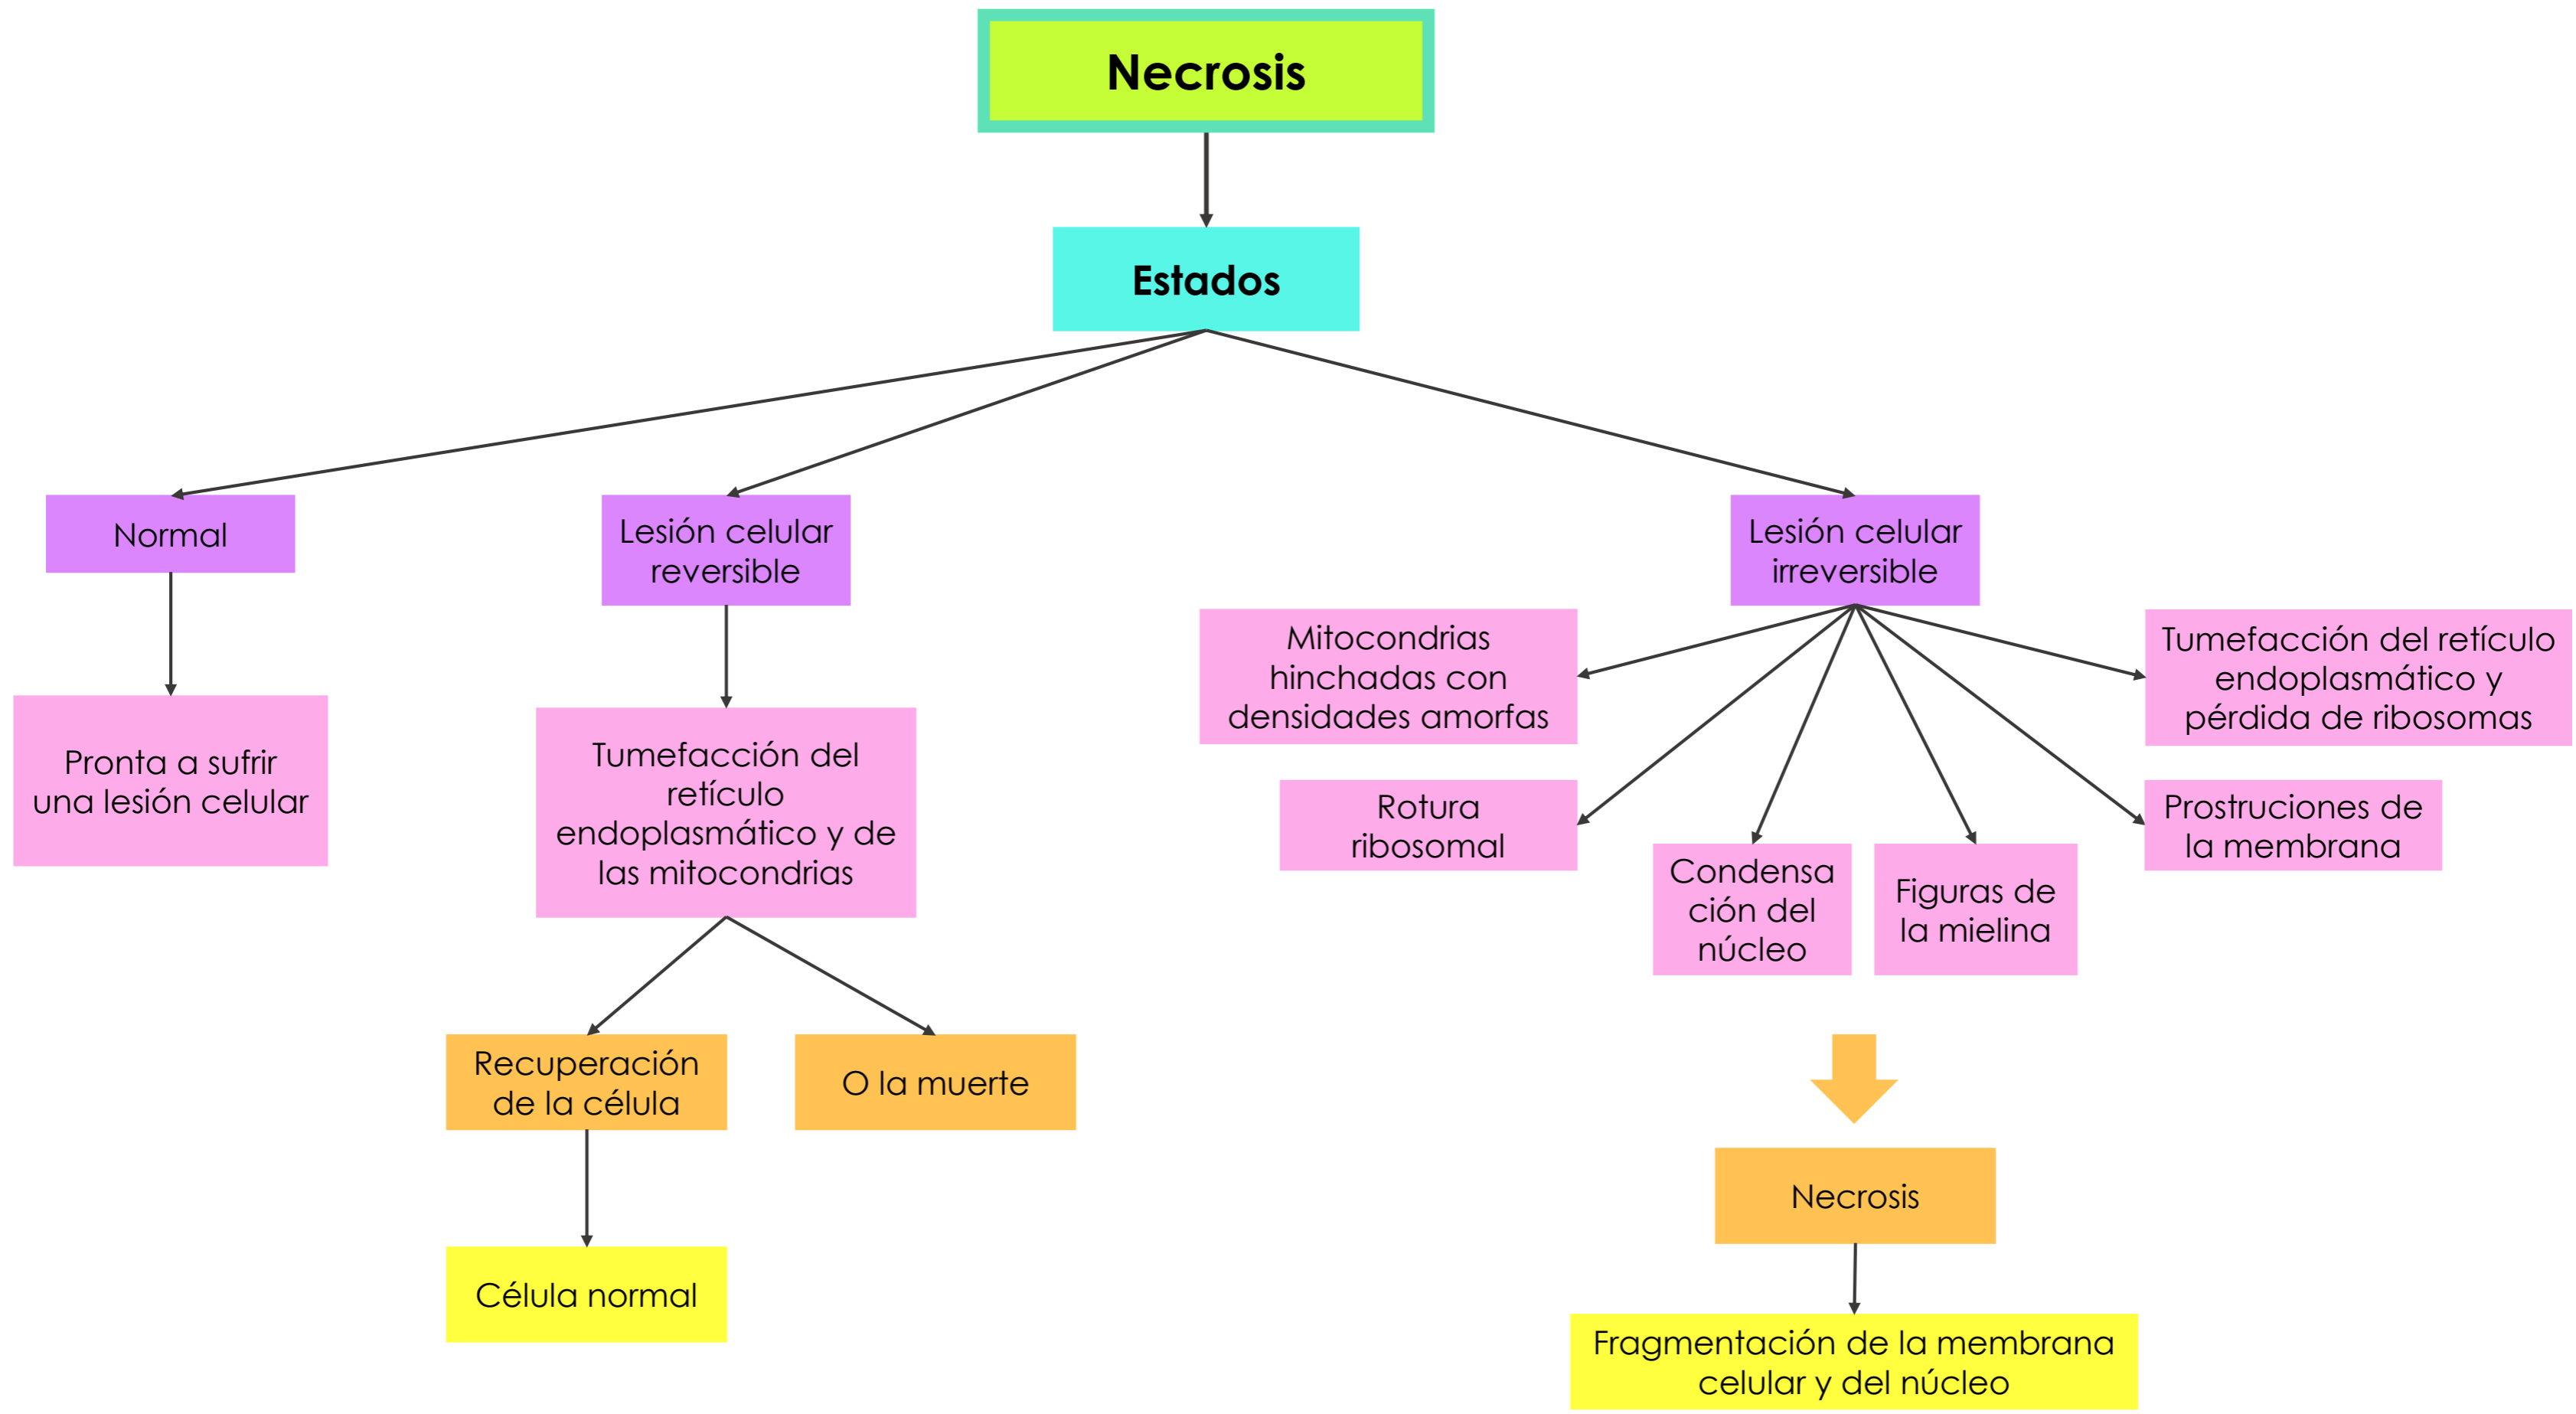 Necrosis
Estados
Normal
Lesión celular
reversible
Lesión celular
irreversible
Pronta a sufrir
una lesión celular
Tumefacción del
retículo
endoplasmático y de
las mitocondrias
Mitocondrias
hinchadas con
densidades amorfas
Tumefacción del retículo
endoplasmático y
pérdida de ribosomas
Rotura
ribosomal
Condensa
ción del
núcleo
Figuras de
la mielina
Prostruciones de
la membrana
Recuperación
de la célula
O la muerte
Necrosis
Célula normal
Fragmentación de la membrana
celular y del núcleo